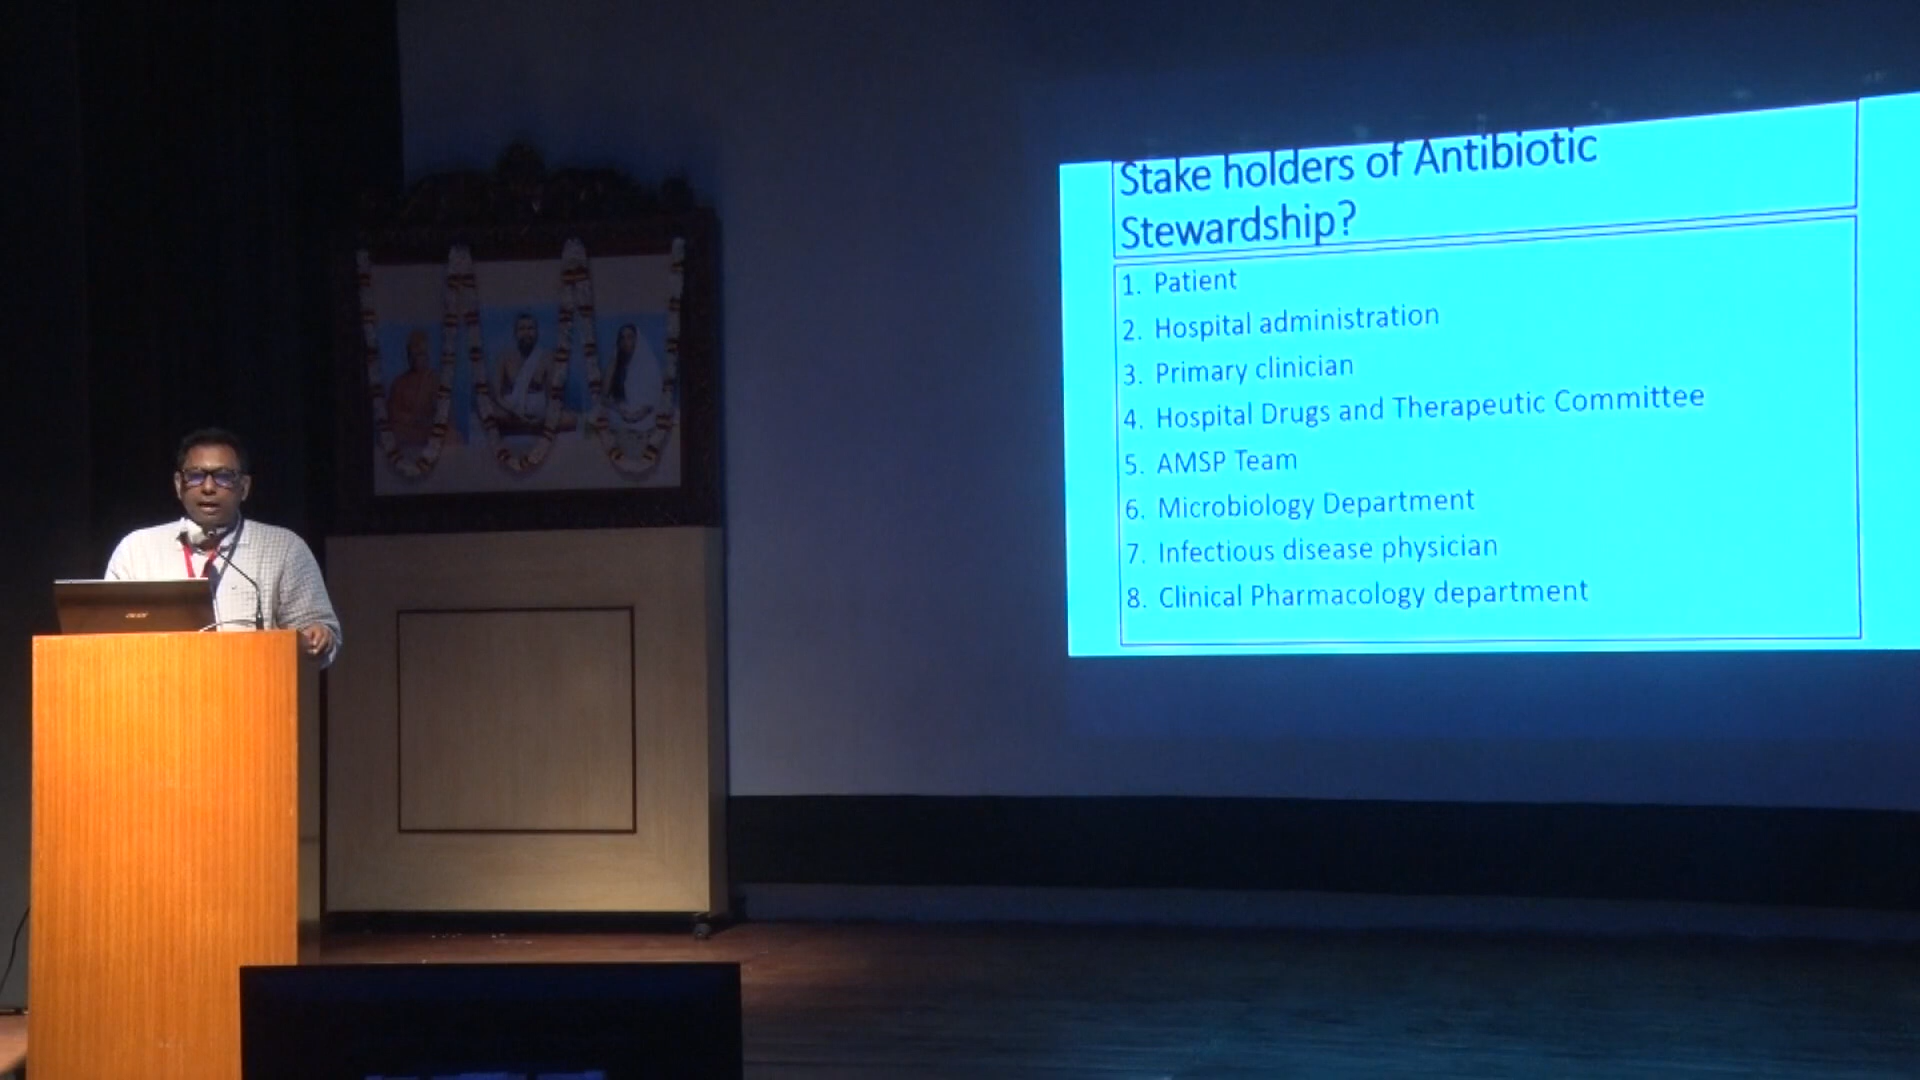 Stake holders of Antibiotic
Stewardship?
1. Patient
2. Hospital administration
3. Primary clinician
4. Hospital Drugs and Therapeutic Committee
5. AMSP Team
6. Microbiology Department
7. Infectious disease physician
8. Clinical Pharmacology department
acer